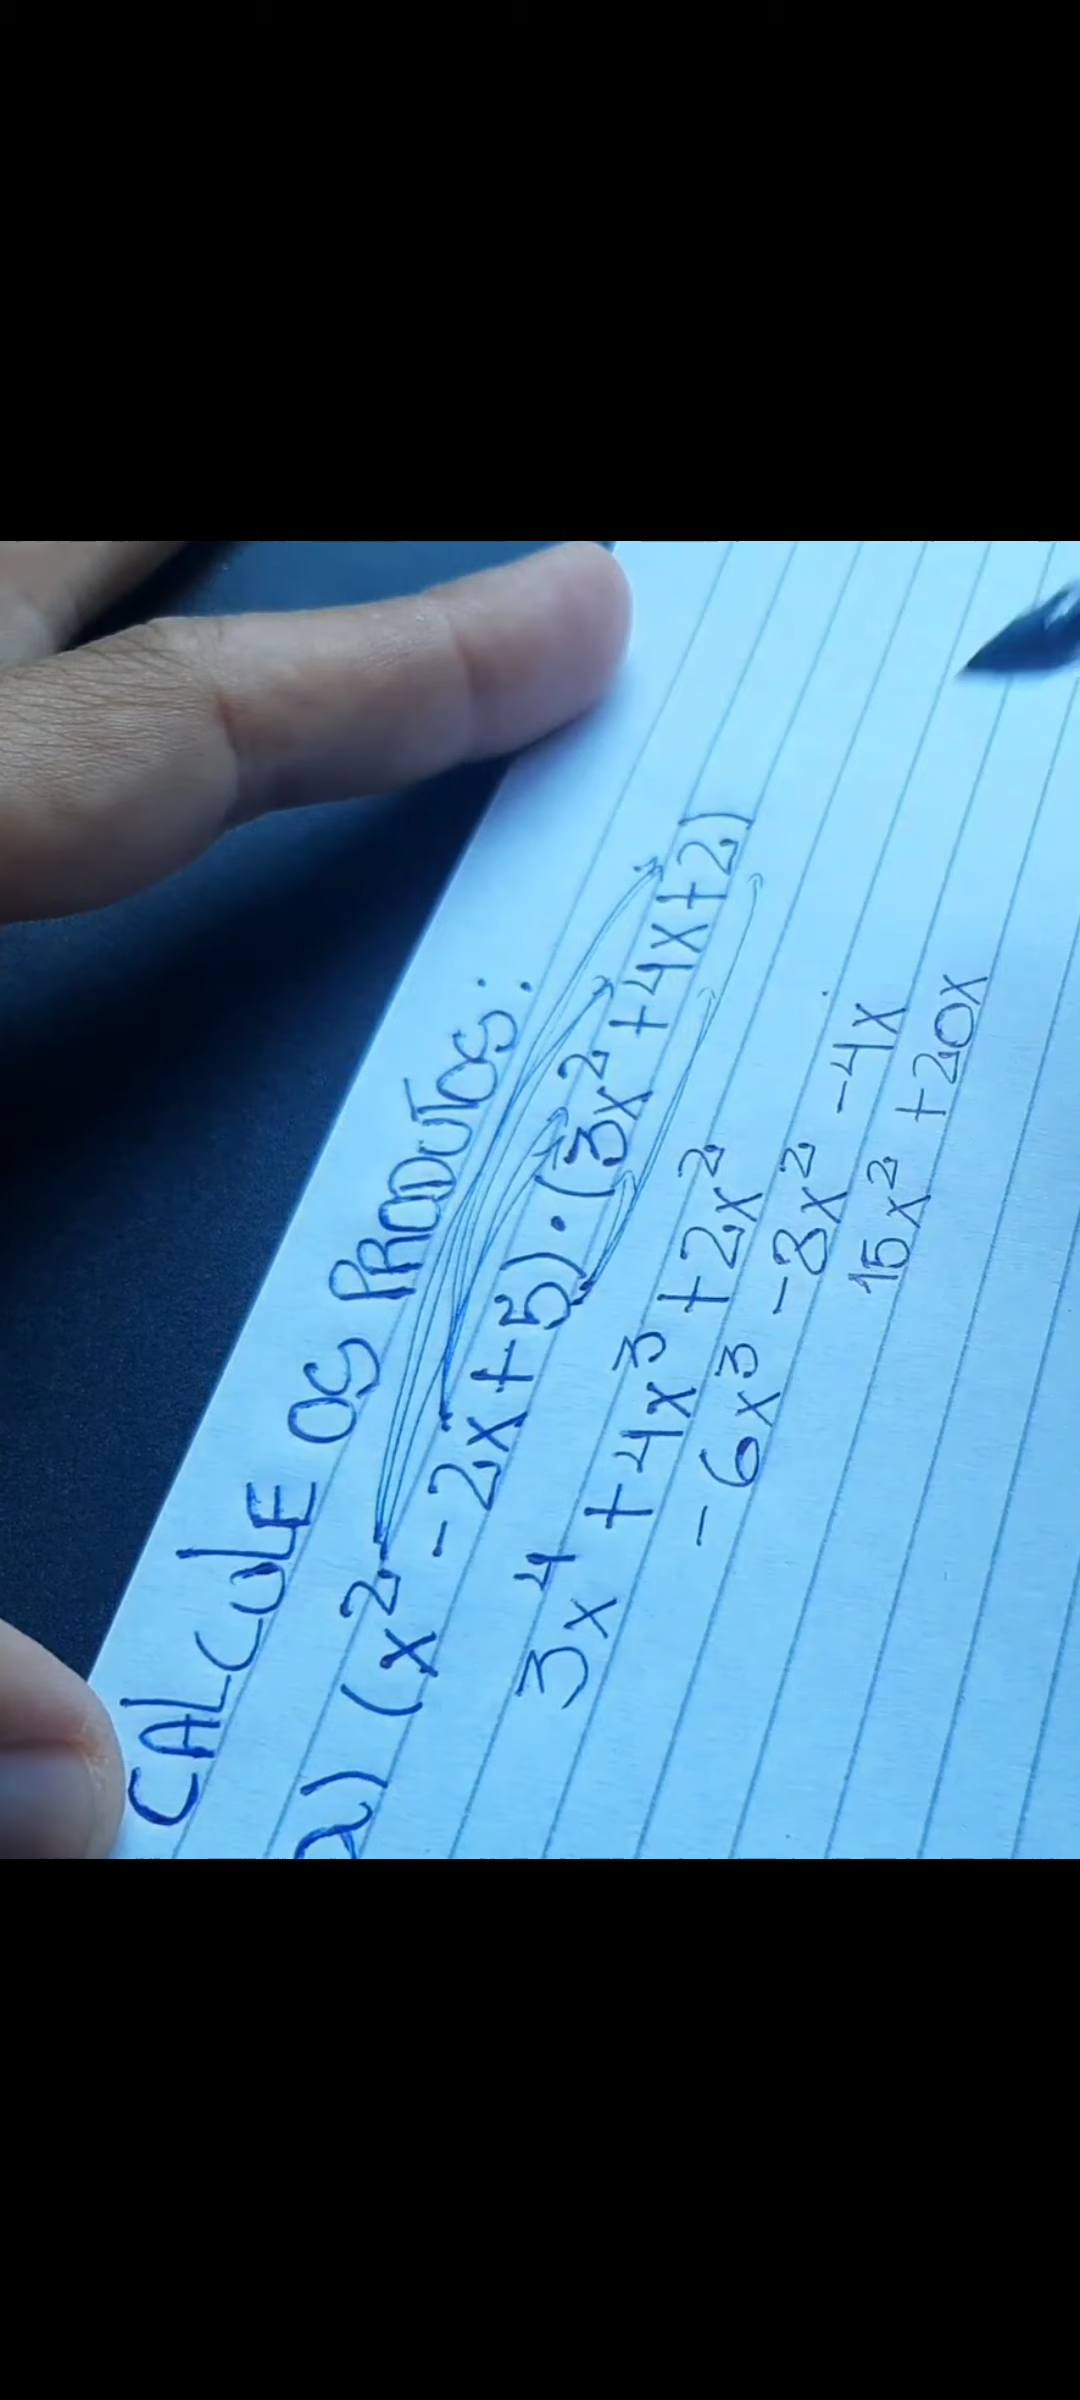 CALCULE OS PRODUTOS:
a) (x² - 2x + 5) · (3x² + 4x + 2)
3x⁴ + 4x³ + 2x²
- 6x³ - 8x² - 4x
15x² + 20x